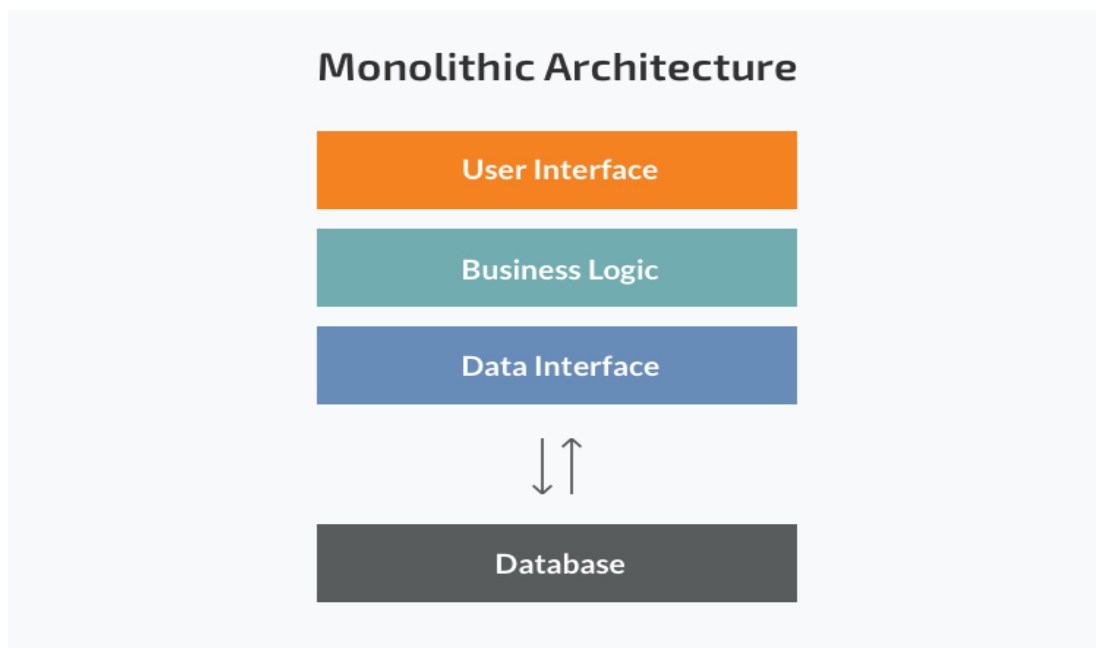 Monolithic Architecture
User Interface
Business Logic
Data Interface
Database